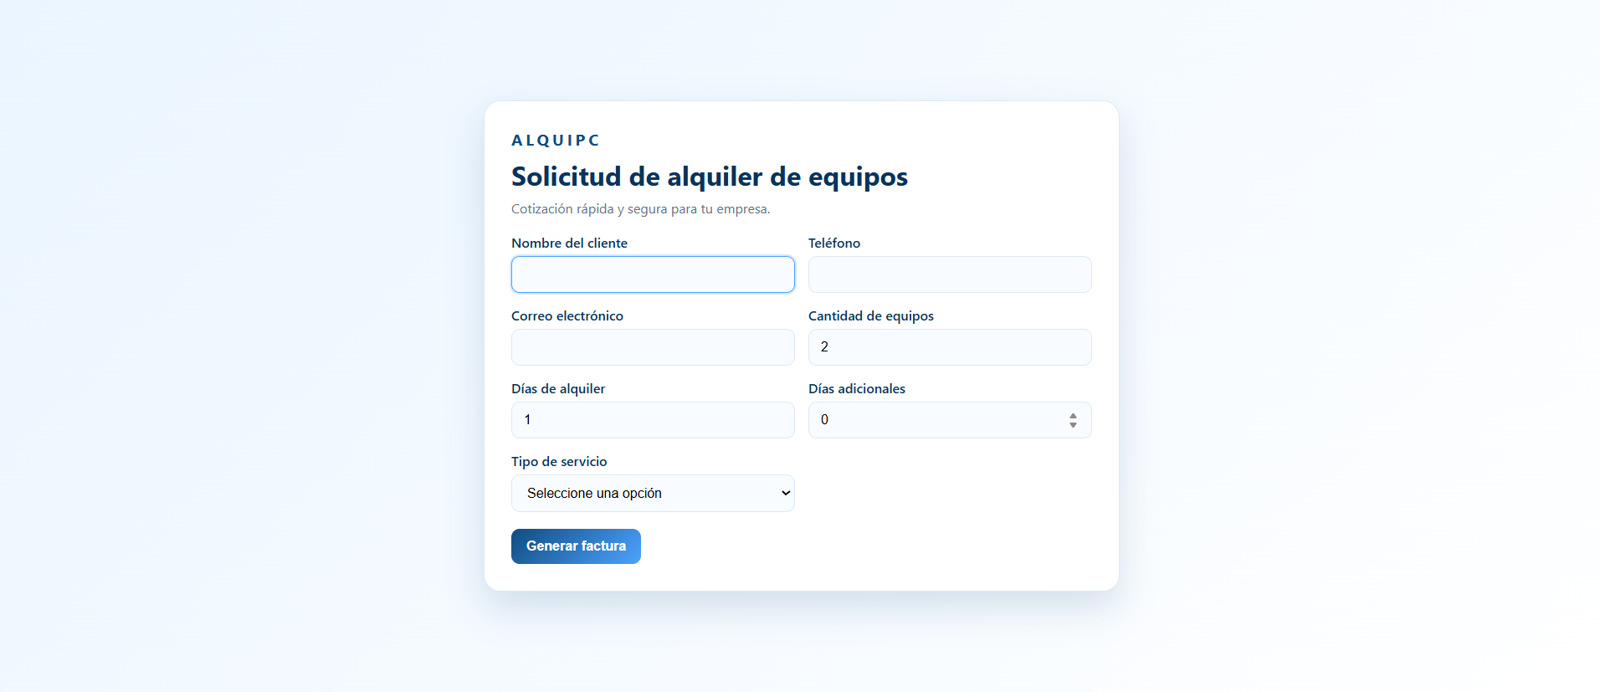 ALQUIPC
Solicitud de alquiler de equipos
Cotización rápida y segura para tu empresa.
Nombre del cliente
Teléfono
Correo electrónico
Cantidad de equipos
2
Días de alquiler
Días adicionales
1
0
Tipo de servicio
Seleccione una opción
Generar factura